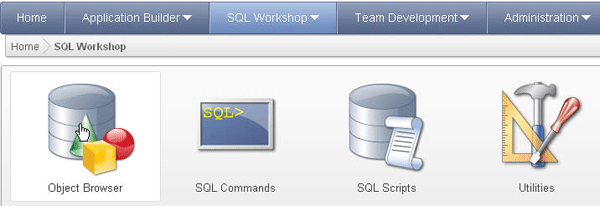 Home Application Builder SQL Workshop Team Development Administration
Home SQL Workshop
SQL>
Object Browser SQL Commands SQL Scripts Utilities